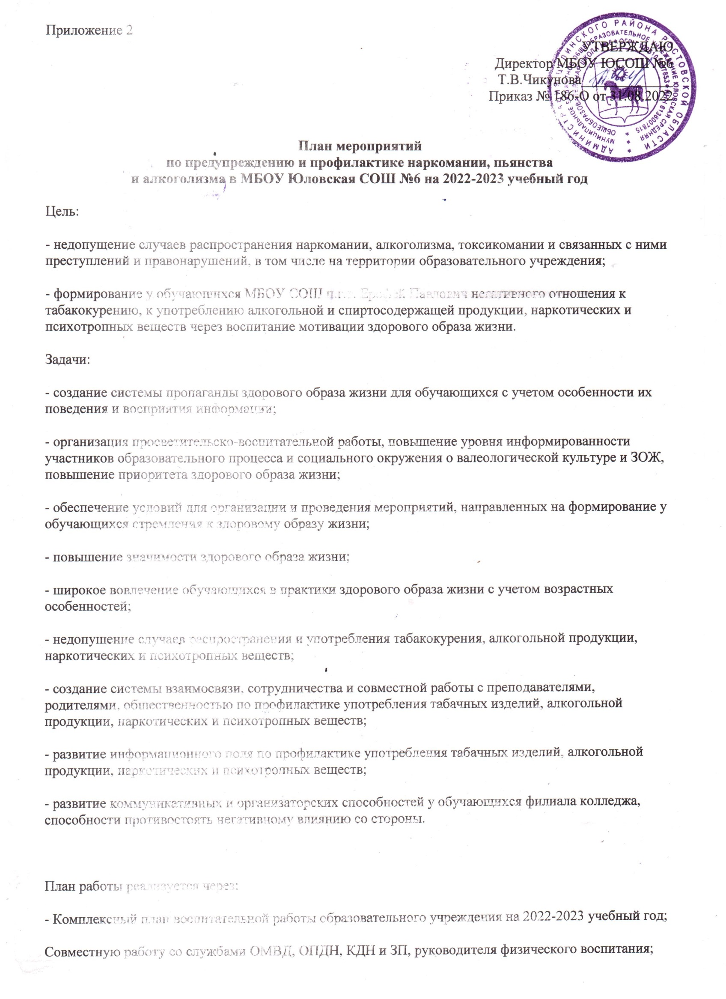 Приложение 2
УТВЕРЖДАЮ
Директор МБОУ ЮСОШ №6
Т.В.Чикунова
Приказ № 186-О от 31.08.2022
План мероприятий
по предупреждению и профилактике наркомании, пьянства
и алкоголизма в МБОУ Юловская СОШ №6 на 2022-2023 учебный год
Цель:
- недопущение случаев распространения наркомании, алкоголизма, токсикомании и связанных с ними
преступлений и правонарушений, в том числе на территории образовательного учреждения;
- формирование у обучающихся МБОУ СОШ п.г.т. Ерофей Павлович негативного отношения к
табакокурению, к употреблению алкогольной и спиртосодержащей продукции, наркотических и
психотропных веществ через воспитание мотивации здорового образа жизни.
Задачи:
- создание системы пропаганды здорового образа жизни для обучающихся с учетом особенности их
поведения и восприятия информации;
- организация просветительско-воспитательной работы, повышение уровня информированности
участников образовательного процесса и социального окружения о валеологической культуре и ЗОЖ,
повышение приоритета здорового образа жизни;
- обеспечение условий для организации и проведения мероприятий, направленных на формирование у
обучающихся стремления к здоровому образу жизни;
- повышение значимости здорового образа жизни;
- широкое вовлечение обучающихся в практики здорового образа жизни с учетом возрастных
особенностей;
- недопущение случаев распространения и употребления табакокурения, алкогольной продукции,
наркотических и психотропных веществ;
- создание системы взаимосвязи, сотрудничества и совместной работы с преподавателями,
родителями, общественностью по профилактике употребления табачных изделий, алкогольной
продукции, наркотических и психотропных веществ;
- развитие информационного поля по профилактике употребления табачных изделий, алкогольной
продукции, наркотических и психотропных веществ;
- развитие коммуникативных и организаторских способностей у обучающихся филиала колледжа,
способности противостоять негативному влиянию со стороны.
План работы реализуется через:
- Комплексный план воспитательной работы образовательного учреждения на 2022-2023 учебный год;
Совместную работу со службами ОМВД, ОПДН, КДН и ЗП, руководителя физического воспитания;
АДМИНИСТРАЦИЯ ЦЕЛИНСКОГО РАЙОНА РОСТОВСКОЙ ОБЛАСТИ